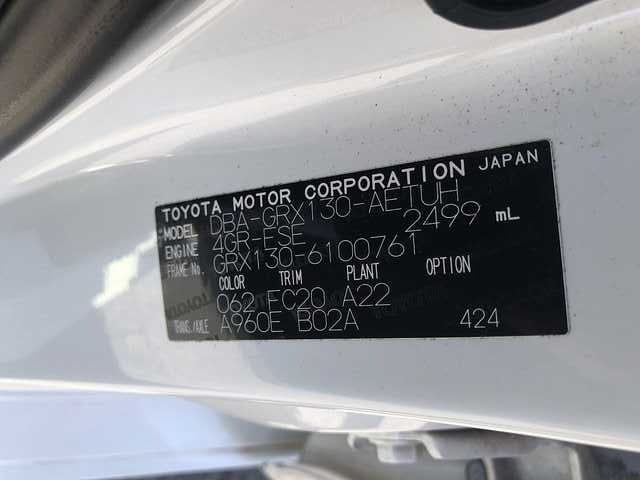 TOYOTA MOTOR CORPORATION JAPAN
MODEL DBA-GRX130-AETUH
ENGINE 4GR-FSE 2499 mL
FRAME No. GRX130-6100761
COLOR TRIM PLANT OPTION
062 FC20 A22
TRANS./AXLE A960E B02A 424